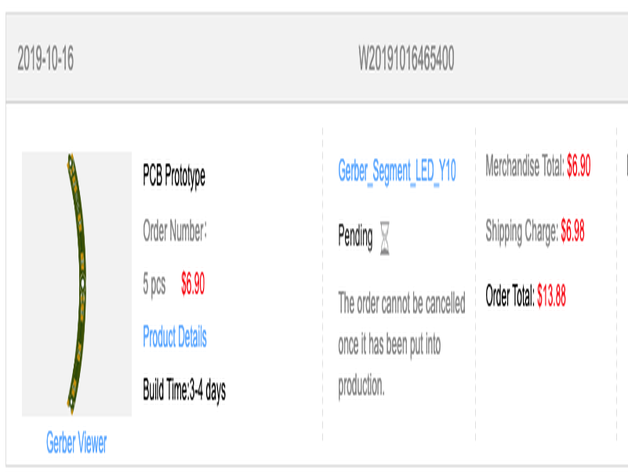 2019-10-16
W20191016465400
PCB Prototype
Order Number:
5 pcs $6.90
Product Details
Build Time:3-4 days
Gerber Viewer
Gerber_Segment_LED_Y10
Pending
The order cannot be cancelled
once it has been put into
production.
Merchandise Total: $6.90
Shipping Charge: $6.98
Order Total: $13.88